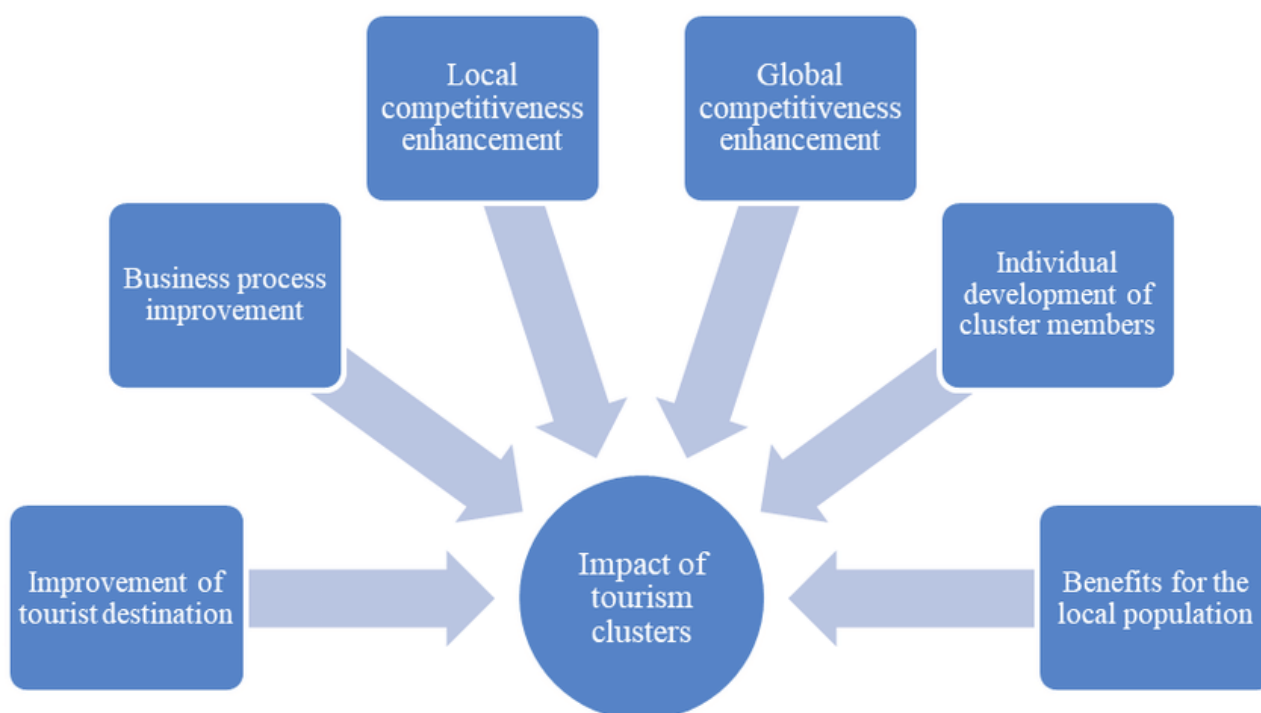 Local
competitiveness
enhancement
Global
competitiveness
enhancement
Business process
improvement
Individual
development of
cluster members
Improvement of
tourist destination
Impact of
tourism
clusters
Benefits for the
local population